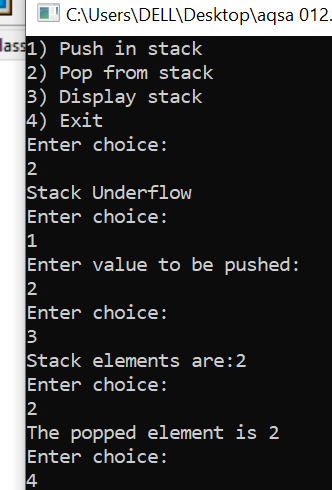 C:\Users\DELL\Desktop\aqsa 012.
lass
1) Push in stack
2) Pop from stack
3) Display stack
4) Exit
Enter choice:
2
Stack Underflow
Enter choice:
1
Enter value to be pushed:
2
Enter choice:
3
Stack elements are:2
Enter choice:
2
The popped element is 2
Enter choice:
4